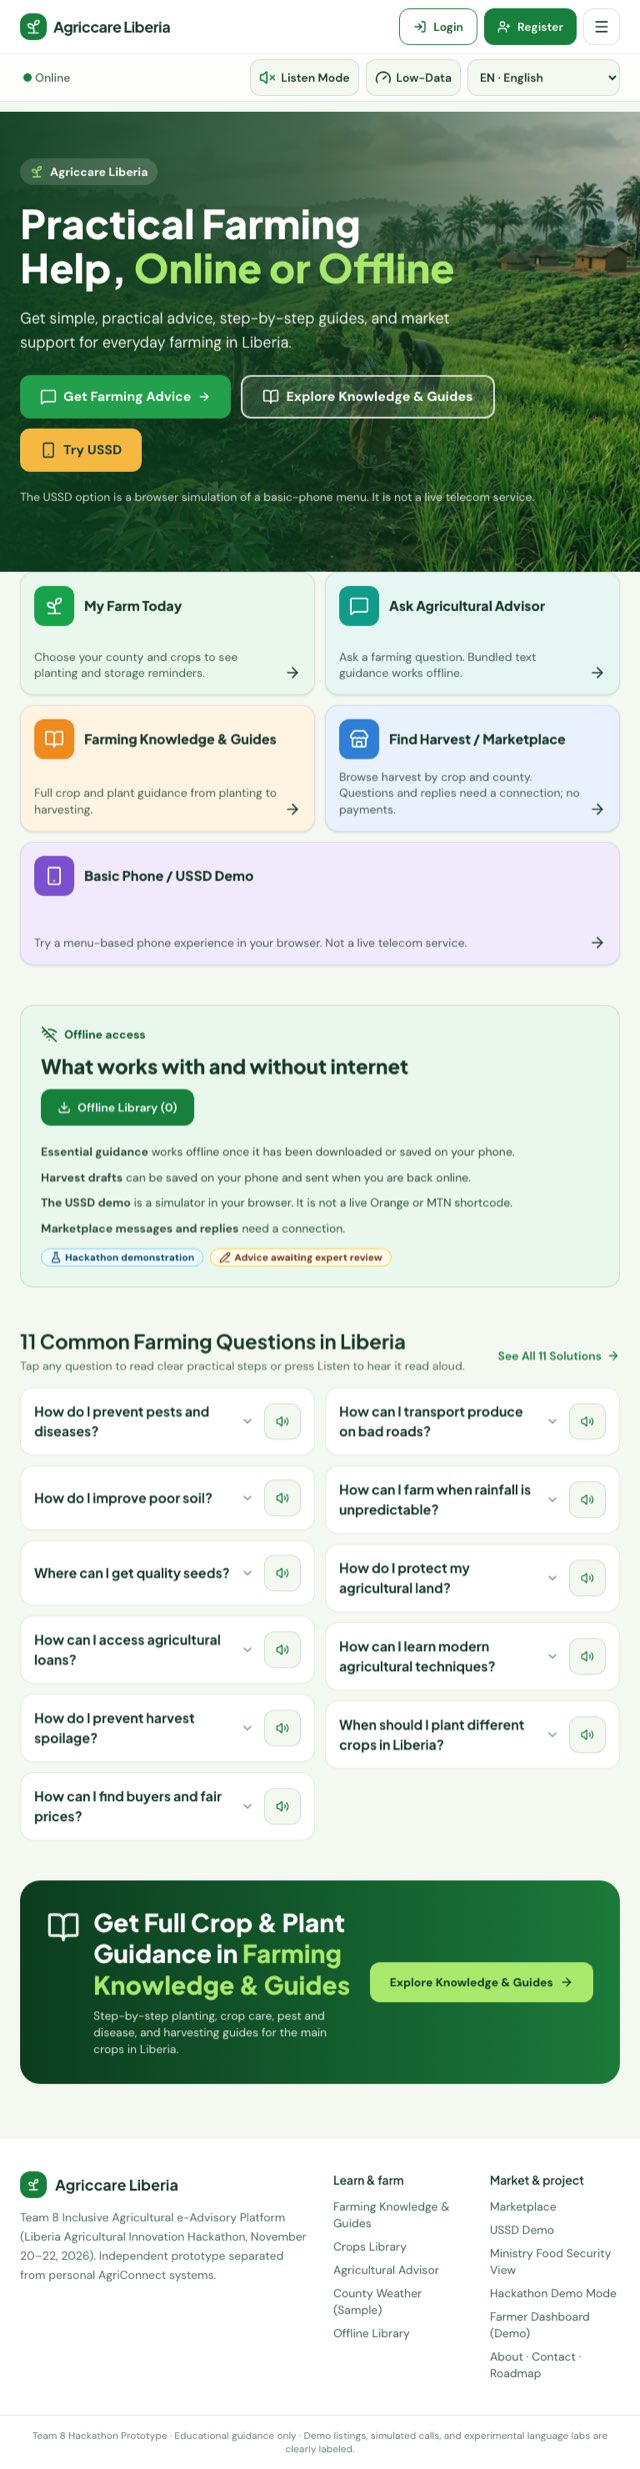 Agriccare Liberia
Login
Register
Online
Listen Mode
Low-Data
EN · English
Agriccare Liberia
Practical Farming
Help, Online or Offline
Get simple, practical advice, step-by-step guides, and market
support for everyday farming in Liberia.
Get Farming Advice →
Explore Knowledge & Guides
Try USSD
The USSD option is a browser simulation of a basic-phone menu. It is not a live telecom service.
My Farm Today
Choose your county and crops to see
planting and storage reminders.
Ask Agricultural Advisor
Ask a farming question. Bundled text
guidance works offline.
Farming Knowledge & Guides
Full crop and plant guidance from planting to
harvesting.
Find Harvest / Marketplace
Browse harvest by crop and county.
Questions and replies need a connection; no
payments.
Basic Phone / USSD Demo
Try a menu-based phone experience in your browser. Not a live telecom service.
Offline access
What works with and without internet
Offline Library (0)
Essential guidance works offline once it has been downloaded or saved on your phone.
Harvest drafts can be saved on your phone and sent when you are back online.
The USSD demo is a simulator in your browser. It is not a live Orange or MTN shortcode.
Marketplace messages and replies need a connection.
Hackathon demonstration
Advice awaiting expert review
11 Common Farming Questions in Liberia
Tap any question to read clear practical steps or press Listen to hear it read aloud.
See All 11 Solutions →
How do I prevent pests and
diseases?
How do I improve poor soil?
Where can I get quality seeds?
How can I access agricultural
loans?
How do I prevent harvest
spoilage?
How can I find buyers and fair
prices?
How can I transport produce
on bad roads?
How can I farm when rainfall is
unpredictable?
How do I protect my
agricultural land?
How can I learn modern
agricultural techniques?
When should I plant different
crops in Liberia?
Get Full Crop & Plant
Guidance in Farming
Knowledge & Guides
Step-by-step planting, crop care, pest and
disease, and harvesting guides for the main
crops in Liberia.
Explore Knowledge & Guides →
Agriccare Liberia
Team 8 Inclusive Agricultural e-Advisory Platform
(Liberia Agricultural Innovation Hackathon, November
20–22, 2026). Independent prototype separated
from personal AgriConnect systems.
Learn & farm
Farming Knowledge &
Guides
Crops Library
Agricultural Advisor
County Weather
(Sample)
Offline Library
Market & project
Marketplace
USSD Demo
Ministry Food Security
View
Hackathon Demo Mode
Farmer Dashboard
(Demo)
About · Contact ·
Roadmap
Team 8 Hackathon Prototype · Educational guidance only · Demo listings, simulated calls, and experimental language labs are
clearly labeled.